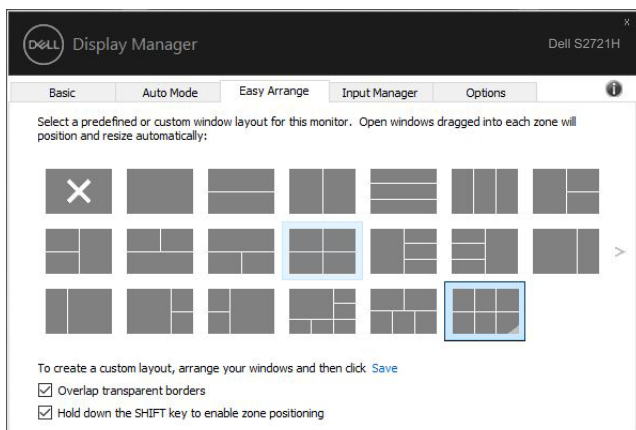 x
DELL Display Manager Dell S2721H
Basic Auto Mode Easy Arrange Input Manager Options i
Select a predefined or custom window layout for this monitor. Open windows dragged into each zone will
position and resize automatically:
>
To create a custom layout, arrange your windows and then click Save
Overlap transparent borders
Hold down the SHIFT key to enable zone positioning